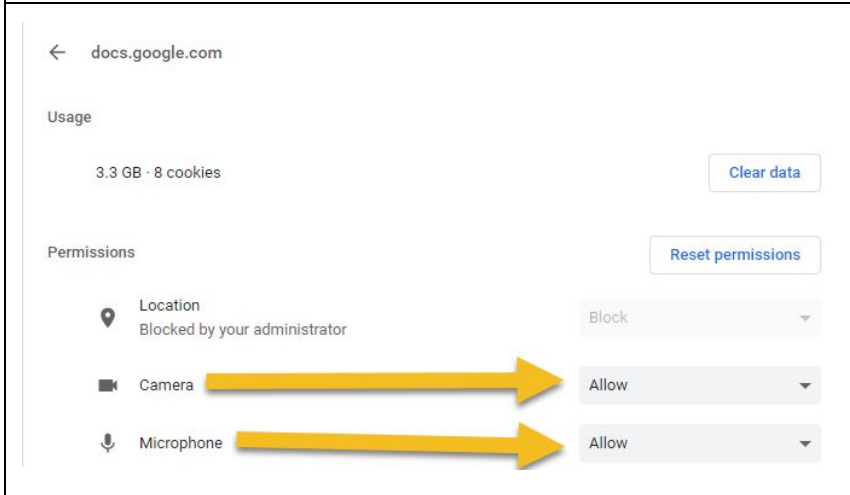 docs.google.com
Usage
3.3 GB · 8 cookies
Clear data
Permissions
Reset permissions
Location
Blocked by your administrator
Block
Camera
Allow
Microphone
Allow